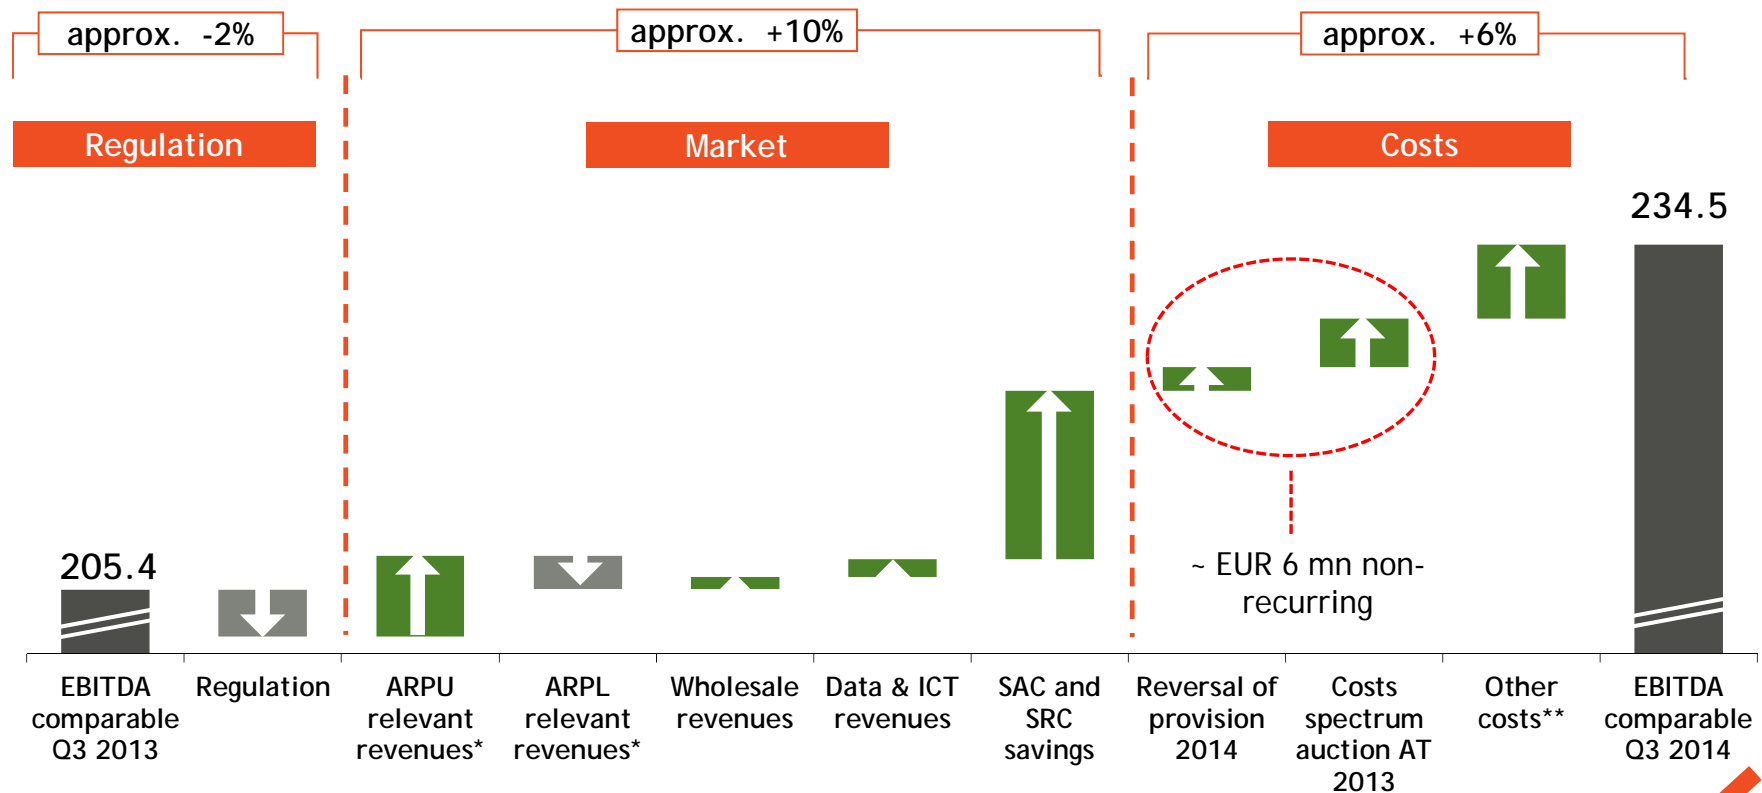 approx. -2%
approx. +10%
approx. +6%
Regulation
Market
Costs
205.4
234.5
~ EUR 6 mn non-
recurring
EBITDA
comparable
Q3 2013
Regulation
ARPU
relevant
revenues*
ARPL
relevant
revenues*
Wholesale
revenues
Data & ICT
revenues
SAC and
SRC
savings
Reversal of
provision
2014
Costs
spectrum
auction AT
2013
Other
costs**
EBITDA
comparable
Q3 2014